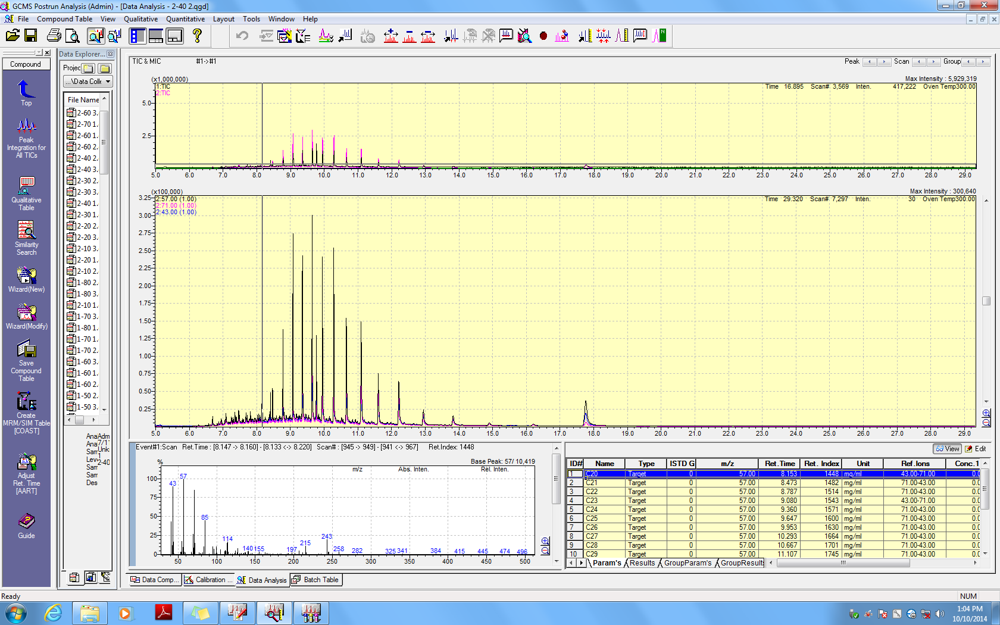 GCMS Postrun Analysis (Admin) - [Data Analysis - 2-40 2.qgd]
File Compound Table View Qualitative Quantitative Layout Tools Window Help
Compound
Top
Peak
Integration for
All TICs
Qualitative
Table
Similarity
Search
Wizard(New)
Wizard(Modify)
Save
Compound
Table
Create
MRM/SIM Table
[COAST]
Adjust
Ret. Time
[AART]
Guide
Data Explorer...
Projec
...\Data Colle
File Name
2-60 3.
2-70 1.
2-60 1.
2-60 2.
2-40 2.
2-40 3.
2-30 2.
2-30 3.
2-40 1.
2-30 1.
2-20 2.
2-20 3.
2-10 3.
2-20 1.
2-10 2.
1-80 2.
1-80 3.
2-10 1.
1-70 3.
1-80 1.
1-70 1.
1-70 2.
1-60 3.
1-60 1.
1-60 2.
1-50 2.
1-50 3.
Ana Adm
Ana 7/1
Sam Unk
Lev 1
Sam 2-40
Sam
Des
TIC & MIC #1->#1
Peak Scan Group
(x1,000,000)
Max Intensity : 5,929,319
1:TIC
2:TIC
Time 16.895 Scan# 3,569 Inten. 417,222 Oven Temp300.00
5.0
2.5
5.0 6.0 7.0 8.0 9.0 10.0 11.0 12.0 13.0 14.0 15.0 16.0 17.0 18.0 19.0 20.0 21.0 22.0 23.0 24.0 25.0 26.0 27.0 28.0 29.0
(x100,000)
Max Intensity : 300,640
2:57.00 (1.00)
2:71.00 (1.00)
2:43.00 (1.00)
Time 29.320 Scan# 7,297 Inten. 30 Oven Temp300.00
3.25
3.00
2.75
2.50
2.25
2.00
1.75
1.50
1.25
1.00
0.75
0.50
0.25
5.0 6.0 7.0 8.0 9.0 10.0 11.0 12.0 13.0 14.0 15.0 16.0 17.0 18.0 19.0 20.0 21.0 22.0 23.0 24.0 25.0 26.0 27.0 28.0 29.0
Event#1:Scan Ret.Time : [8.147 -> 8.160] - [8.133 <-> 8.220] Scan# : [945 -> 949] - [941 <-> 967] Ret.Index: 1448
%
Base Peak: 57/ 10,419
m/z Abs. Inten. Rel. Inten.
100
75
50
25
0
43 57 85 114 140 155 197 215 243 258 282 325 341 384 415 445 474 496
50 100 150 200 250 300 350 400 450 500
View Edit
ID# Name Type ISTD G m/z Ret.Time Ret. Index Unit Ref.Ions Conc.1
1 C20 Target 0 57.00 8.153 1448 mg/ml 43.00-71.00 0.0
2 C21 Target 0 57.00 8.473 1482 mg/ml 71.00-43.00 0.0
3 C22 Target 0 57.00 8.787 1514 mg/ml 71.00-43.00 0.0
4 C23 Target 0 57.00 9.080 1543 mg/ml 43.00-71.00 0.0
5 C24 Target 0 57.00 9.360 1571 mg/ml 71.00-43.00 0.0
6 C25 Target 0 57.00 9.647 1600 mg/ml 71.00-43.00 0.0
7 C26 Target 0 57.00 9.953 1630 mg/ml 71.00-43.00 0.0
8 C27 Target 0 57.00 10.293 1664 mg/ml 71.00-43.00 0.0
9 C28 Target 0 57.00 10.667 1701 mg/ml 71.00-43.00 0.0
10 C29 Target 0 57.00 11.107 1745 mg/ml 71.00-43.00 0.0
Param's Results GroupParam's GroupResults
Data Comp... Calibration ... Data Analysis Batch Table
Ready
NUM
1:04 PM
10/10/2014